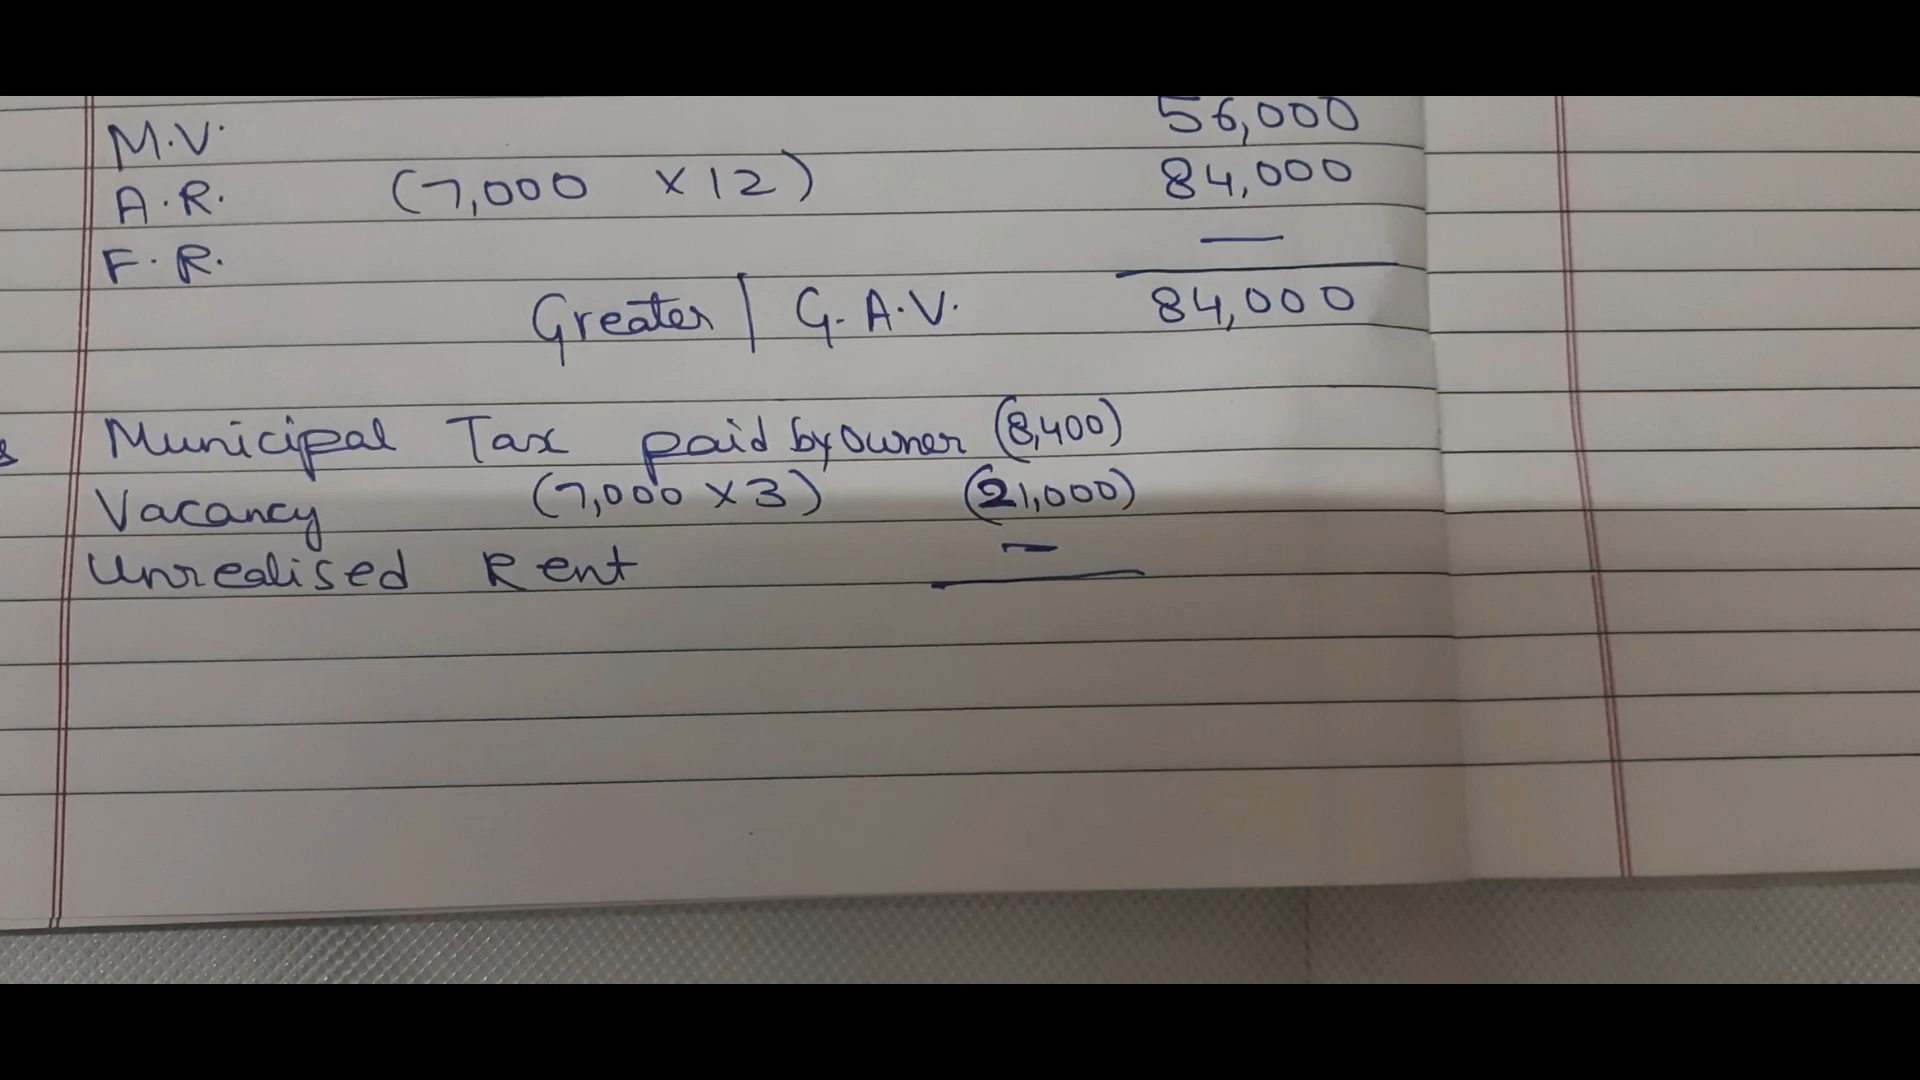 M.V. 56,000
A.R. (7,000 x 12) 84,000
F.R. —
Greater | G.A.V. 84,000
Municipal Tax paid by owner (8,400)
Vacancy (7,000 x 3) (21,000)
Unrealised Rent —